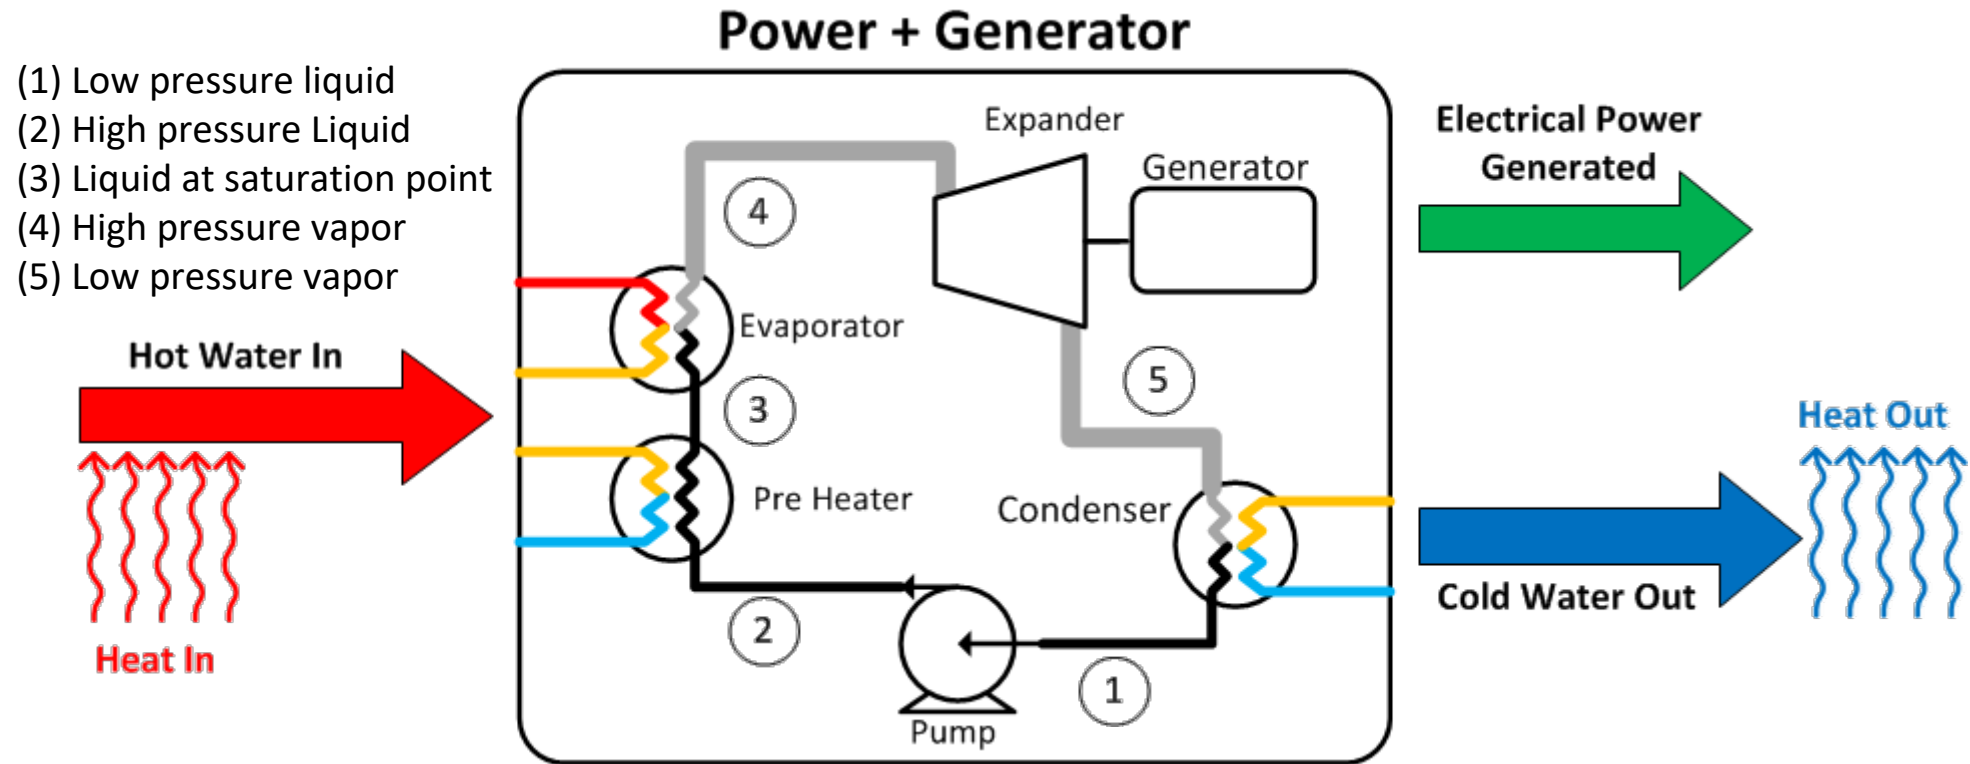 Power + Generator
(1) Low pressure liquid
(2) High pressure Liquid
(3) Liquid at saturation point
(4) High pressure vapor
(5) Low pressure vapor
Expander
Generator
Electrical Power
Generated
4
Evaporator
Hot Water In
5
3
Heat Out
Pre Heater
Condenser
Cold Water Out
2
Heat In
1
Pump